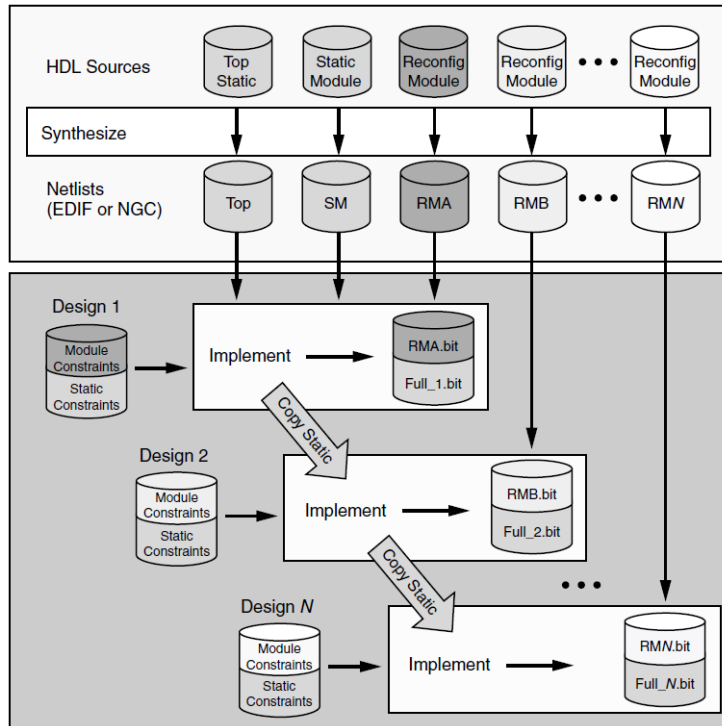 HDL Sources
Top
Static
Static
Module
Reconfig
Module
Reconfig
Module
Reconfig
Module
Synthesize
Netlists
(EDIF or NGC)
Top
SM
RMA
RMB
RMN
Design 1
Module
Constraints
Static
Constraints
Implement
RMA.bit
Full_1.bit
Copy Static
Design 2
Module
Constraints
Static
Constraints
Implement
RMB.bit
Full_2.bit
Copy Static
Design N
Module
Constraints
Static
Constraints
Implement
RMN.bit
Full_N.bit